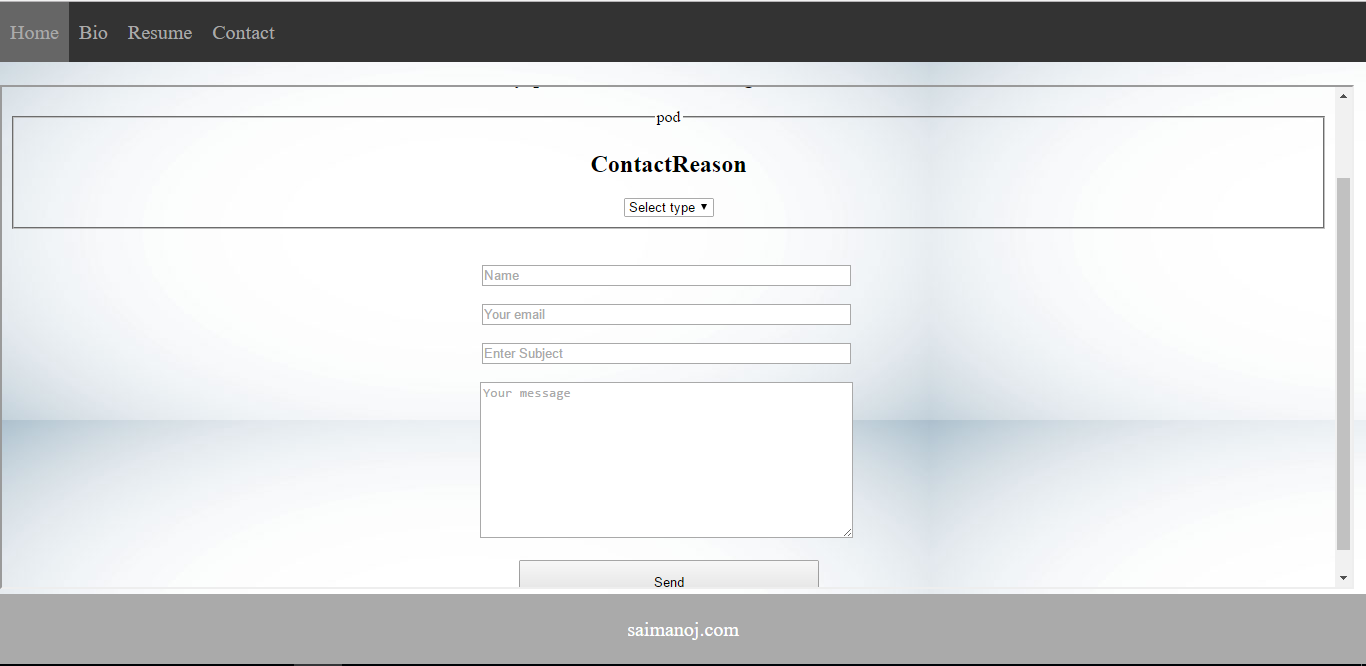 Home Bio Resume Contact
pod
ContactReason
Select type
Name
Your email
Enter Subject
Your message
Send
saimanoj.com